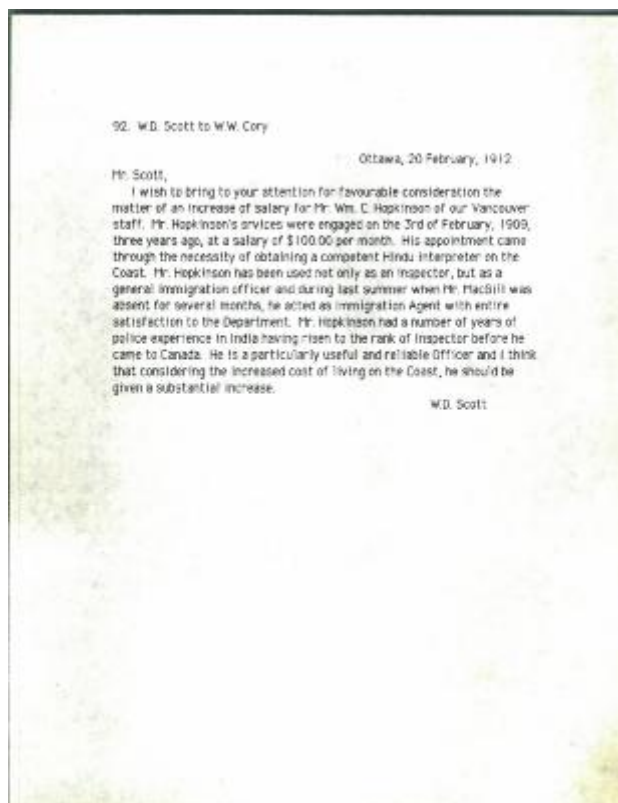 92. W.D. Scott to W.W. Cory
Ottawa, 20 February, 1912
Mr. Scott,
I wish to bring to your attention for favourable consideration the
matter of an increase of salary for Mr. Wm. C. Hopkinson of our Vancouver
staff. Mr. Hopkinson's srvices were engaged on the 3rd of February, 1909,
three years ago, at a salary of $100.00 per month. His appointment came
through the necessity of obtaining a competent Hindu interpreter on the
Coast. Mr. Hopkinson has been used not only as an inspector, but as a
general immigration officer and during last summer when Mr. MacGill was
absent for several months, he acted as Immigration Agent with entire
satisfaction to the Department. Mr. Hopkinson had a number of years of
police experience in India having risen to the rank of Inspector before he
came to Canada. He is a particularly useful and reliable Officer and I think
that considering the increased cost of living on the Coast, he should be
given a substantial increase.
W.D. Scott